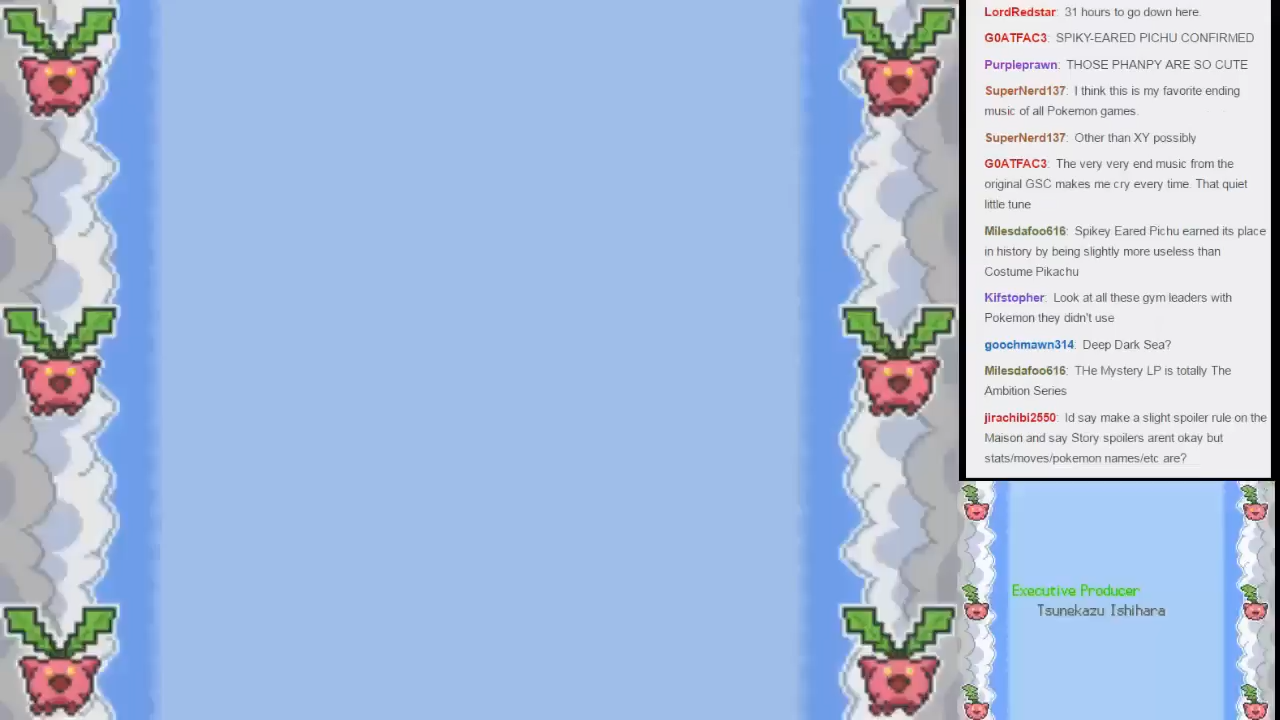 LordRedstar: 31 hours to go down here.
G0ATFAC3: SPIKY-EARED PICHU CONFIRMED
Purpleprawn: THOSE PHANPY ARE SO CUTE
SuperNerd137: I think this is my favorite ending
music of all Pokemon games.
SuperNerd137: Other than XY possibly
G0ATFAC3: The very very end music from the
original GSC makes me cry every time. That quiet
little tune
Milesdafoo616: Spikey Eared Pichu earned its place
in history by being slightly more useless than
Costume Pikachu
Kifstopher: Look at all these gym leaders with
Pokemon they didn't use
goochmawn314: Deep Dark Sea?
Milesdafoo616: THe Mystery LP is totally The
Ambition Series
jirachibi2550: Id say make a slight spoiler rule on the
Maison and say Story spoilers arent okay but
stats/moves/pokemon names/etc are?
Executive Producer
Tsunekazu Ishihara